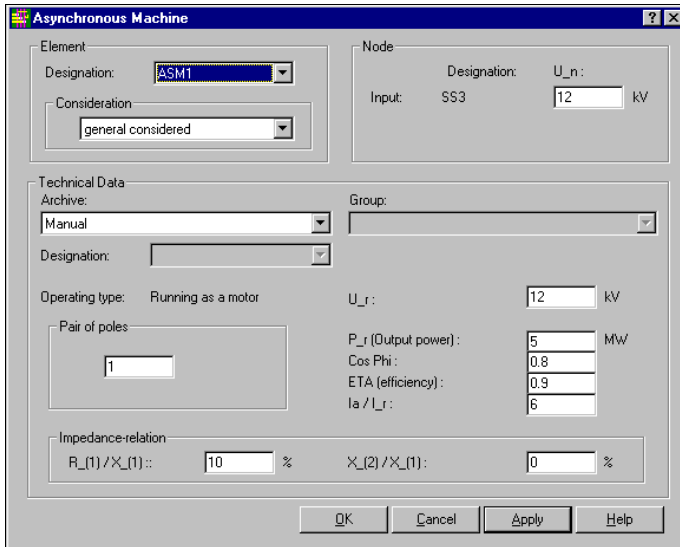 Asynchronous Machine
Element
Designation: ASM1
Consideration
general considered
Node
Designation: U_n :
Input: SS3 12 kV
Technical Data
Archive: Group:
Manual
Designation:
Operating type: Running as a motor U_r : 12 kV
Pair of poles
1
P_r (Output power) : 5 MW
Cos Phi : 0.8
ETA (efficiency) : 0.9
Ia / I_r : 6
Impedance-relation
R_(1) / X_(1) :: 10 % X_(2) / X_(1) : 0 %
OK Cancel Apply Help